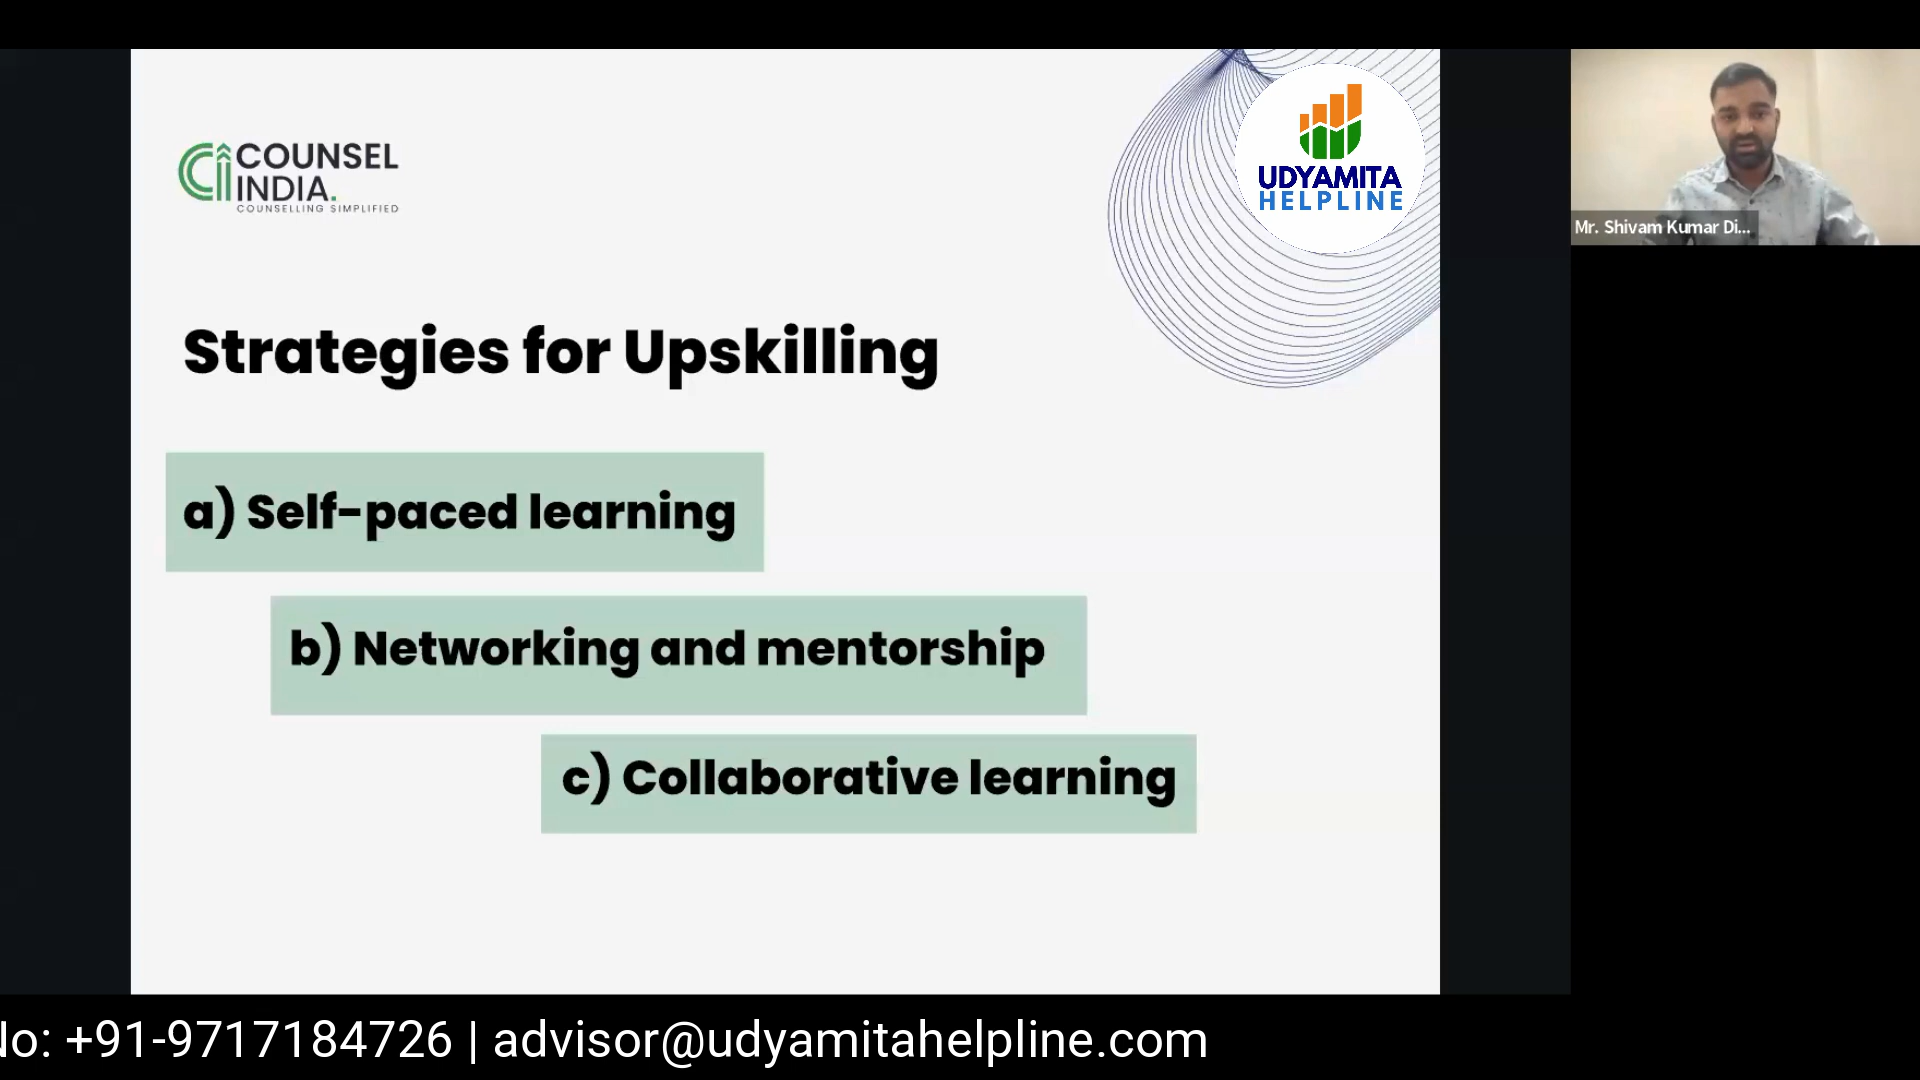 COUNSEL
INDIA.
COUNSELLING SIMPLIFIED
UDYAMITA
HELPLINE
Mr. Shivam Kumar Di...
Strategies for Upskilling
a) Self-paced learning
b) Networking and mentorship
c) Collaborative learning
No: +91-9717184726 | advisor@udyamitahelpline.com